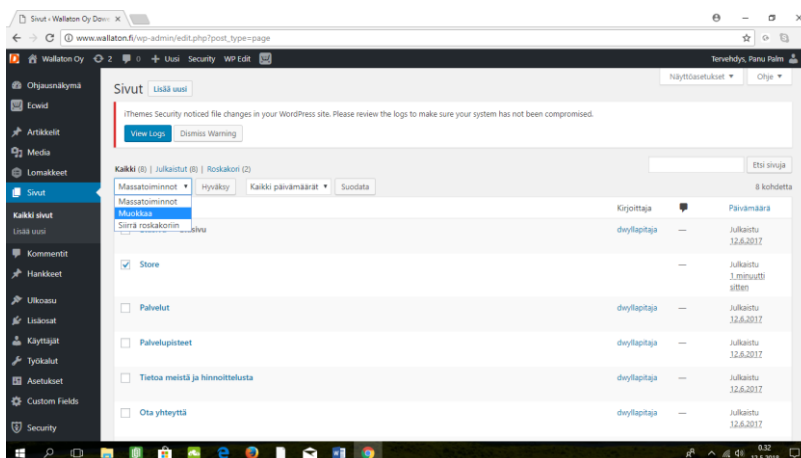 Sivut ‹ Wallaton Oy Dow
www.wallaton.fi/wp-admin/edit.php?post_type=page
Wallaton Oy 2 0 + Uusi Security WP Edit Tervehdys, Panu Palm
Näyttöasetukset ▼ Ohje ▼
Ohjausnäkymä
Ecwid
Artikkelit
Media
Lomakkeet
Sivut
Kaikki sivut
Lisää uusi
Kommentit
Hankkeet
Ulkoasu
Lisäosat
Käyttäjät
Työkalut
Asetukset
Custom Fields
Security
Sivut Lisää uusi
iThemes Security noticed file changes in your WordPress site. Please review the logs to make sure your system has not been compromised.
View Logs Dismiss Warning
Kaikki (8) | Julkaistut (8) | Roskakori (2)
Etsi sivuja
Massatoiminnot ▼ Hyväksy Kaikki päivämäärät ▼ Suodata 8 kohdetta
Massatoiminnot
Muokkaa
Siirrä roskakoriin
Kirjoittaja Päivämäärä
dwyllapitaja — Julkaistu
12.6.2017
Store — Julkaistu
1 minuutti
sitten
Palvelut dwyllapitaja — Julkaistu
12.6.2017
Palvelupisteet dwyllapitaja — Julkaistu
12.6.2017
Tietoa meistä ja hinnoittelusta dwyllapitaja — Julkaistu
12.6.2017
Ota yhteyttä dwyllapitaja — Julkaistu
12.6.2017
0.32